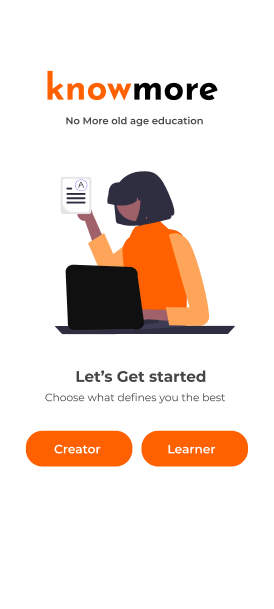 knowmore
No More old age education
A
Let's Get started
Choose what defines you the best
Creator
Learner